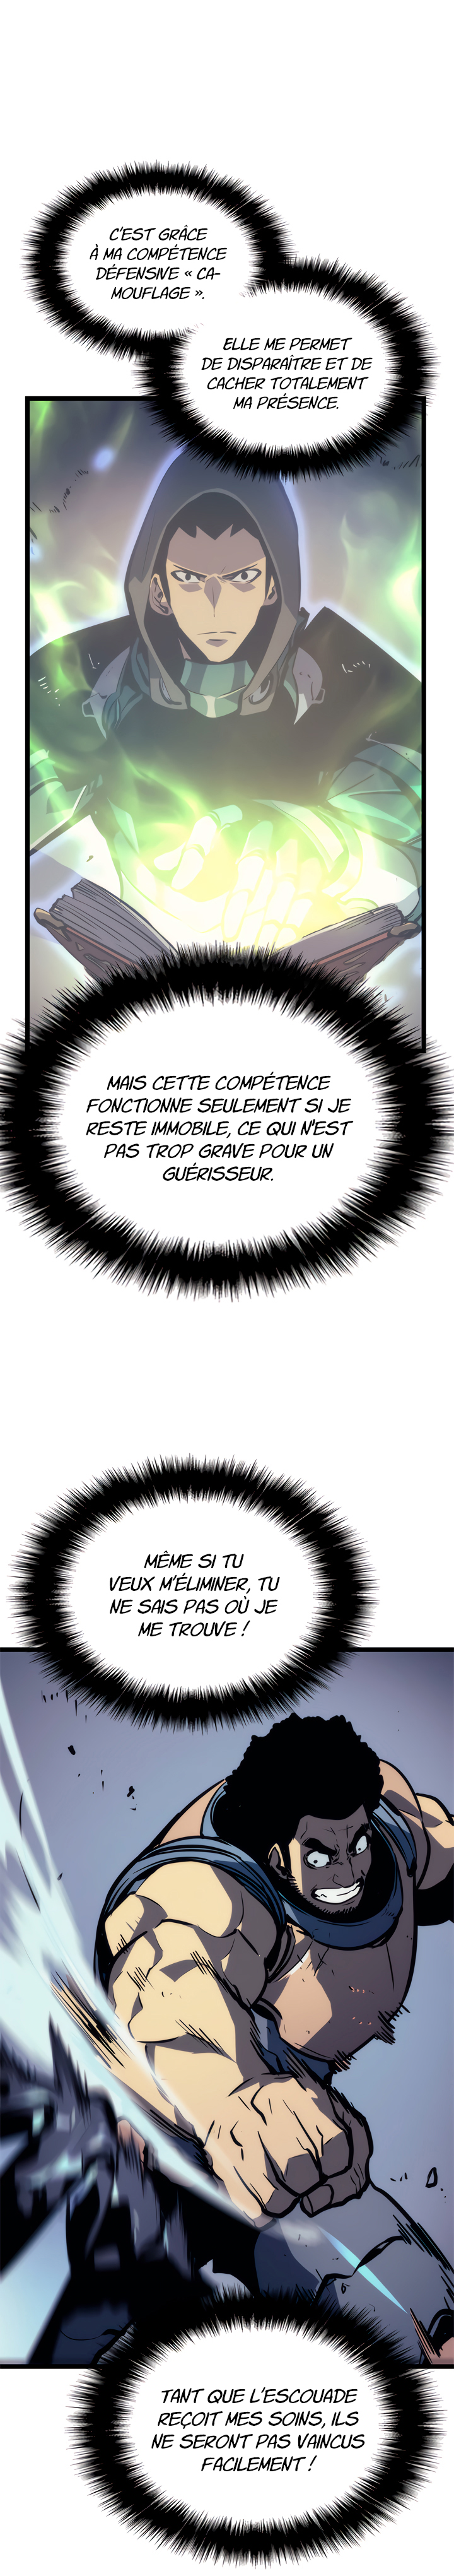 C'EST GRÂCE
À MA COMPÉTENCE
DÉFENSIVE « CA-
MOUFLAGE ».
ELLE ME PERMET
DE DISPARAÎTRE ET DE
CACHER TOTALEMENT
MA PRÉSENCE.
MAIS CETTE COMPÉTENCE
FONCTIONNE SEULEMENT SI JE
RESTE IMMOBILE, CE QUI N'EST
PAS TROP GRAVE POUR UN
GUÉRISSEUR.
MÊME SI TU
VEUX M'ÉLIMINER, TU
NE SAIS PAS OÙ JE
ME TROUVE !
TANT QUE L'ESCOUADE
REÇOIT MES SOINS, ILS
NE SERONT PAS VAINCUS
FACILEMENT !